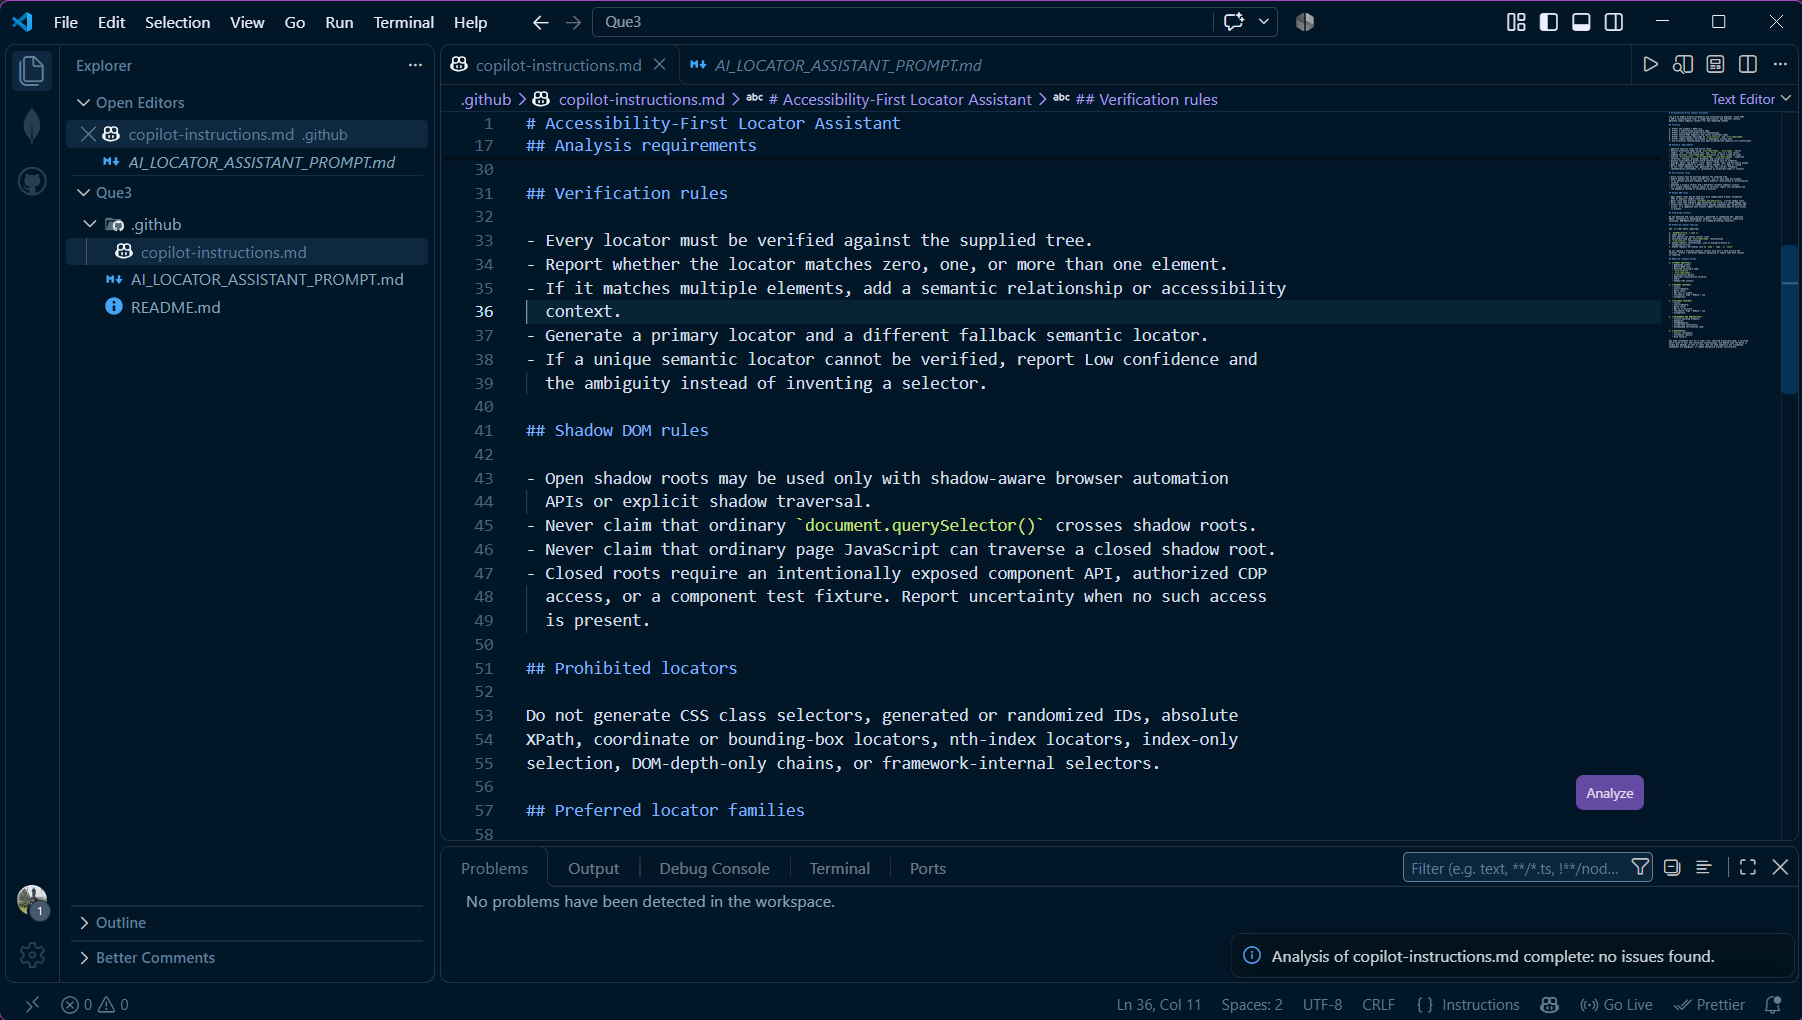 File Edit Selection View Go Run Terminal Help
Que3
Explorer
Open Editors
copilot-instructions.md .github
AI_LOCATOR_ASSISTANT_PROMPT.md
Que3
.github
copilot-instructions.md
AI_LOCATOR_ASSISTANT_PROMPT.md
README.md
Outline
Better Comments
1
copilot-instructions.md
AI_LOCATOR_ASSISTANT_PROMPT.md
.github > copilot-instructions.md > abc # Accessibility-First Locator Assistant > abc ## Verification rules
Text Editor
1 # Accessibility-First Locator Assistant
17 ## Analysis requirements
30
31 ## Verification rules
32
33 - Every locator must be verified against the supplied tree.
34 - Report whether the locator matches zero, one, or more than one element.
35 - If it matches multiple elements, add a semantic relationship or accessibility
36 context.
37 - Generate a primary locator and a different fallback semantic locator.
38 - If a unique semantic locator cannot be verified, report Low confidence and
39 the ambiguity instead of inventing a selector.
40
41 ## Shadow DOM rules
42
43 - Open shadow roots may be used only with shadow-aware browser automation
44 APIs or explicit shadow traversal.
45 - Never claim that ordinary `document.querySelector()` crosses shadow roots.
46 - Never claim that ordinary page JavaScript can traverse a closed shadow root.
47 - Closed roots require an intentionally exposed component API, authorized CDP
48 access, or a component test fixture. Report uncertainty when no such access
49 is present.
50
51 ## Prohibited locators
52
53 Do not generate CSS class selectors, generated or randomized IDs, absolute
54 XPath, coordinate or bounding-box locators, nth-index locators, index-only
55 selection, DOM-depth-only chains, or framework-internal selectors.
56
57 ## Preferred locator families
58
Analyze
Problems Output Debug Console Terminal Ports
Filter (e.g. text, **/*.ts, !**/nod...
No problems have been detected in the workspace.
Analysis of copilot-instructions.md complete: no issues found.
0 0
Ln 36, Col 11 Spaces: 2 UTF-8 CRLF { } Instructions Go Live Prettier